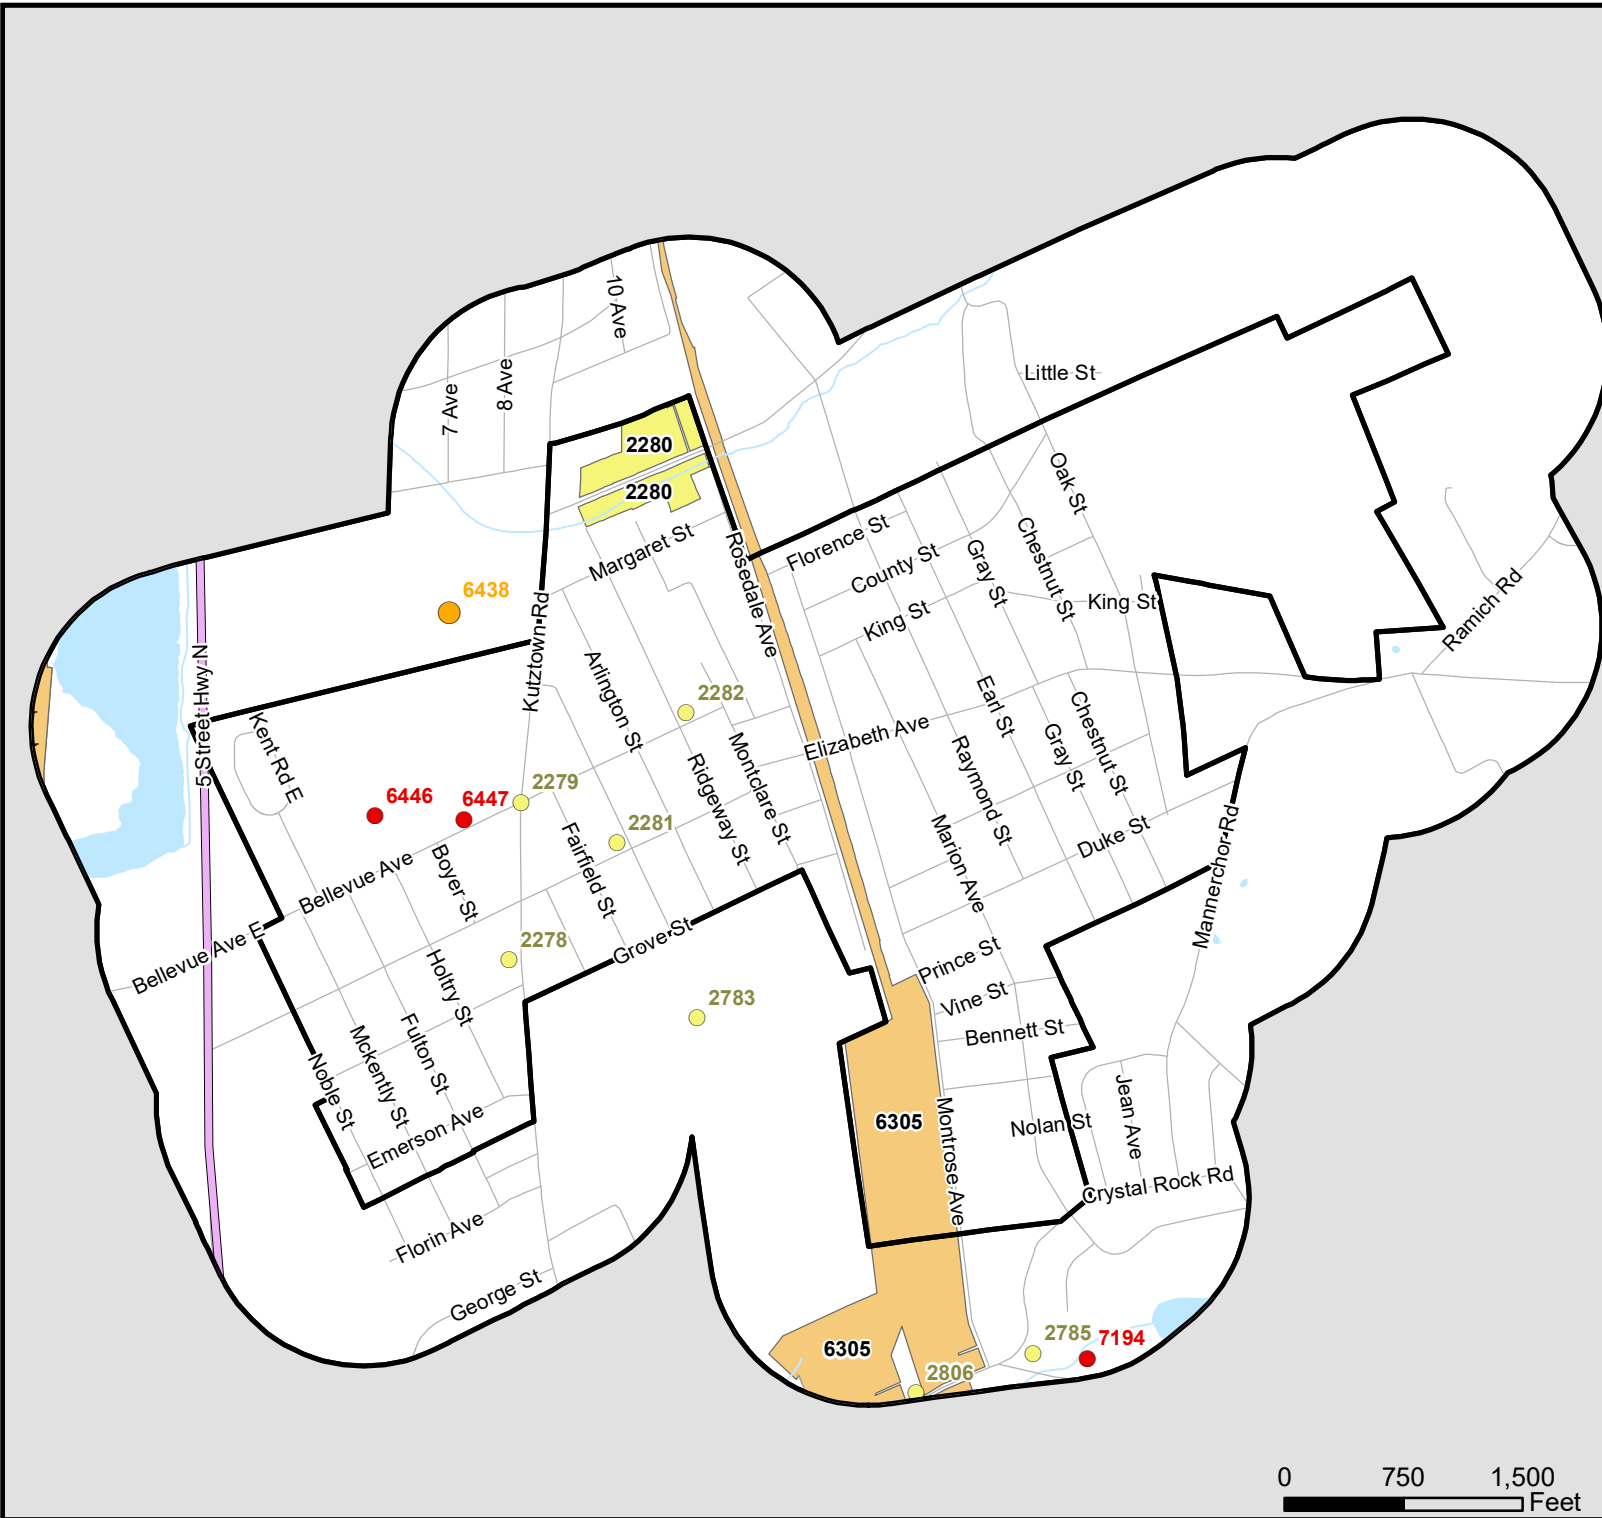 10 Ave
7 Ave
8 Ave
Little St
2280
2280
Oak St
Margaret St
Rosedale Ave
Florence St
County St
Gray St
Chestnut St
King St
King St
Ramich Rd
6438
Kutztown Rd
5 Street Hwy N
Arlington St
2282
Kent Rd E
Montclare St
Elizabeth Ave
Earl St
Raymond St
Gray St
Chestnut St
2279
6446
6447
2281
Ridgeway St
Fairfield St
Boyer St
Bellevue Ave
Bellevue Ave E
Marion Ave
Duke St
Mannerchor Rd
2278
Grove St
Holtry St
2783
Prince St
Vine St
Bennett St
Fulton St
Mckently St
Noble St
Emerson Ave
6305
Montrose Ave
Nolan St
Jean Ave
Crystal Rock Rd
Florin Ave
George St
6305
2806
2785
7194
0 750 1,500
Feet